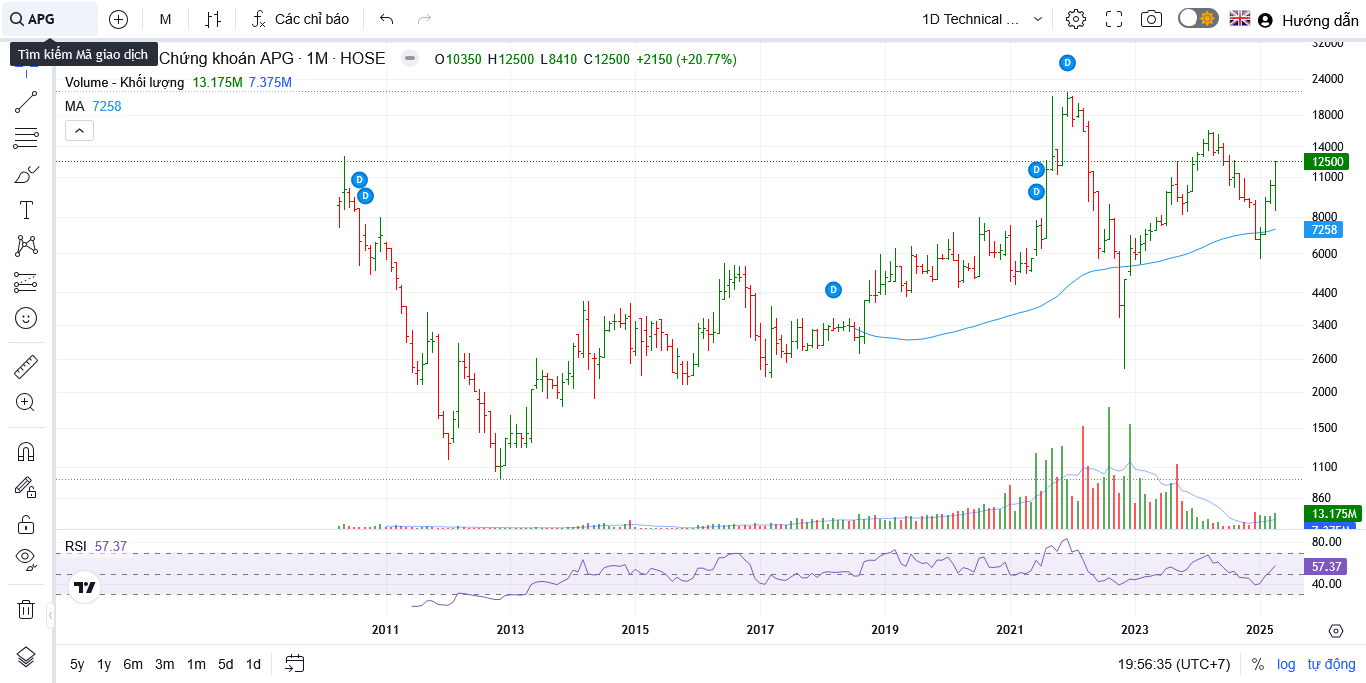 APG
M
Các chỉ báo
1D Technical ...
Hướng dẫn
Tìm kiếm Mã giao dịch
Chứng khoán APG · 1M · HOSE
O10350 H12500 L8410 C12500 +2150 (+20.77%)
Volume - Khối lượng 13.175M 7.375M
MA 7258
D
D
D
D
D
D
32000
24000
18000
14000
12500
11000
8000
7258
6000
4400
3400
2600
2000
1500
1100
860
13.175M
7.375M
RSI 57.37
80.00
57.37
40.00
2011 2013 2015 2017 2019 2021 2023 2025
5y 1y 6m 3m 1m 5d 1d
19:56:35 (UTC+7) % log tự động